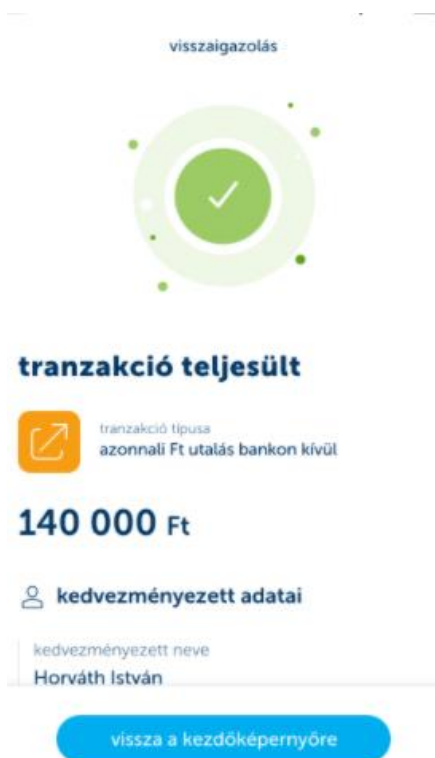 visszaigazolás
tranzakció teljesült
tranzakció típusa
azonnali Ft utalás bankon kívül
140 000 Ft
kedvezményezett adatai
kedvezményezett neve
Horváth István
vissza a kezdőképernyőre